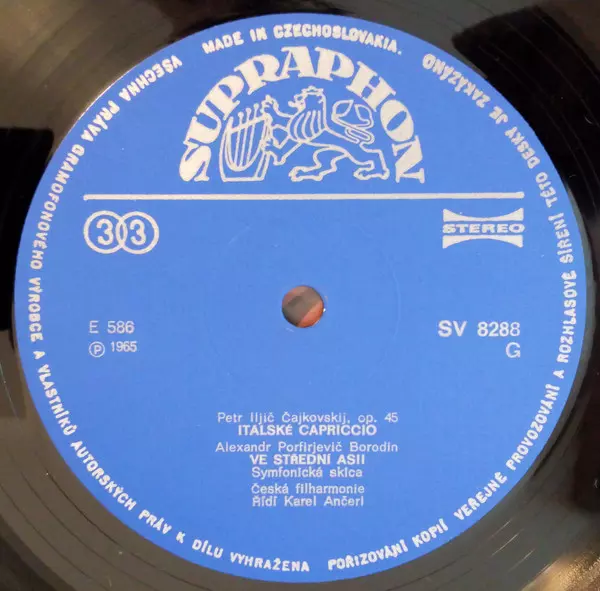 MADE IN CZECHOSLOVAKIA.
SUPRAPHON
33
STEREO
E 586
SV 8288
℗ 1965
G
Petr Iljič Čajkovskij, op. 45
ITALSKÉ CAPRICCIO
Alexandr Porfirjevič Borodin
VE STŘEDNÍ ASII
Symfonická skica
Česká filharmonie
Řídí Karel Ančerl
VŠECHNA PRÁVA GRAMOFONOVÉHO VÝROBCE A VLASTNÍKŮ AUTORSKÝCH PRÁV K DÍLU VYHRAŽENA POŘIZOVÁNÍ KOPIÍ VEŘEJNÉ PROVOZOVÁNÍ A ROZHLASOVÉ ŠÍŘENÍ TÉTO DESKY JE ZAKÁZÁNO